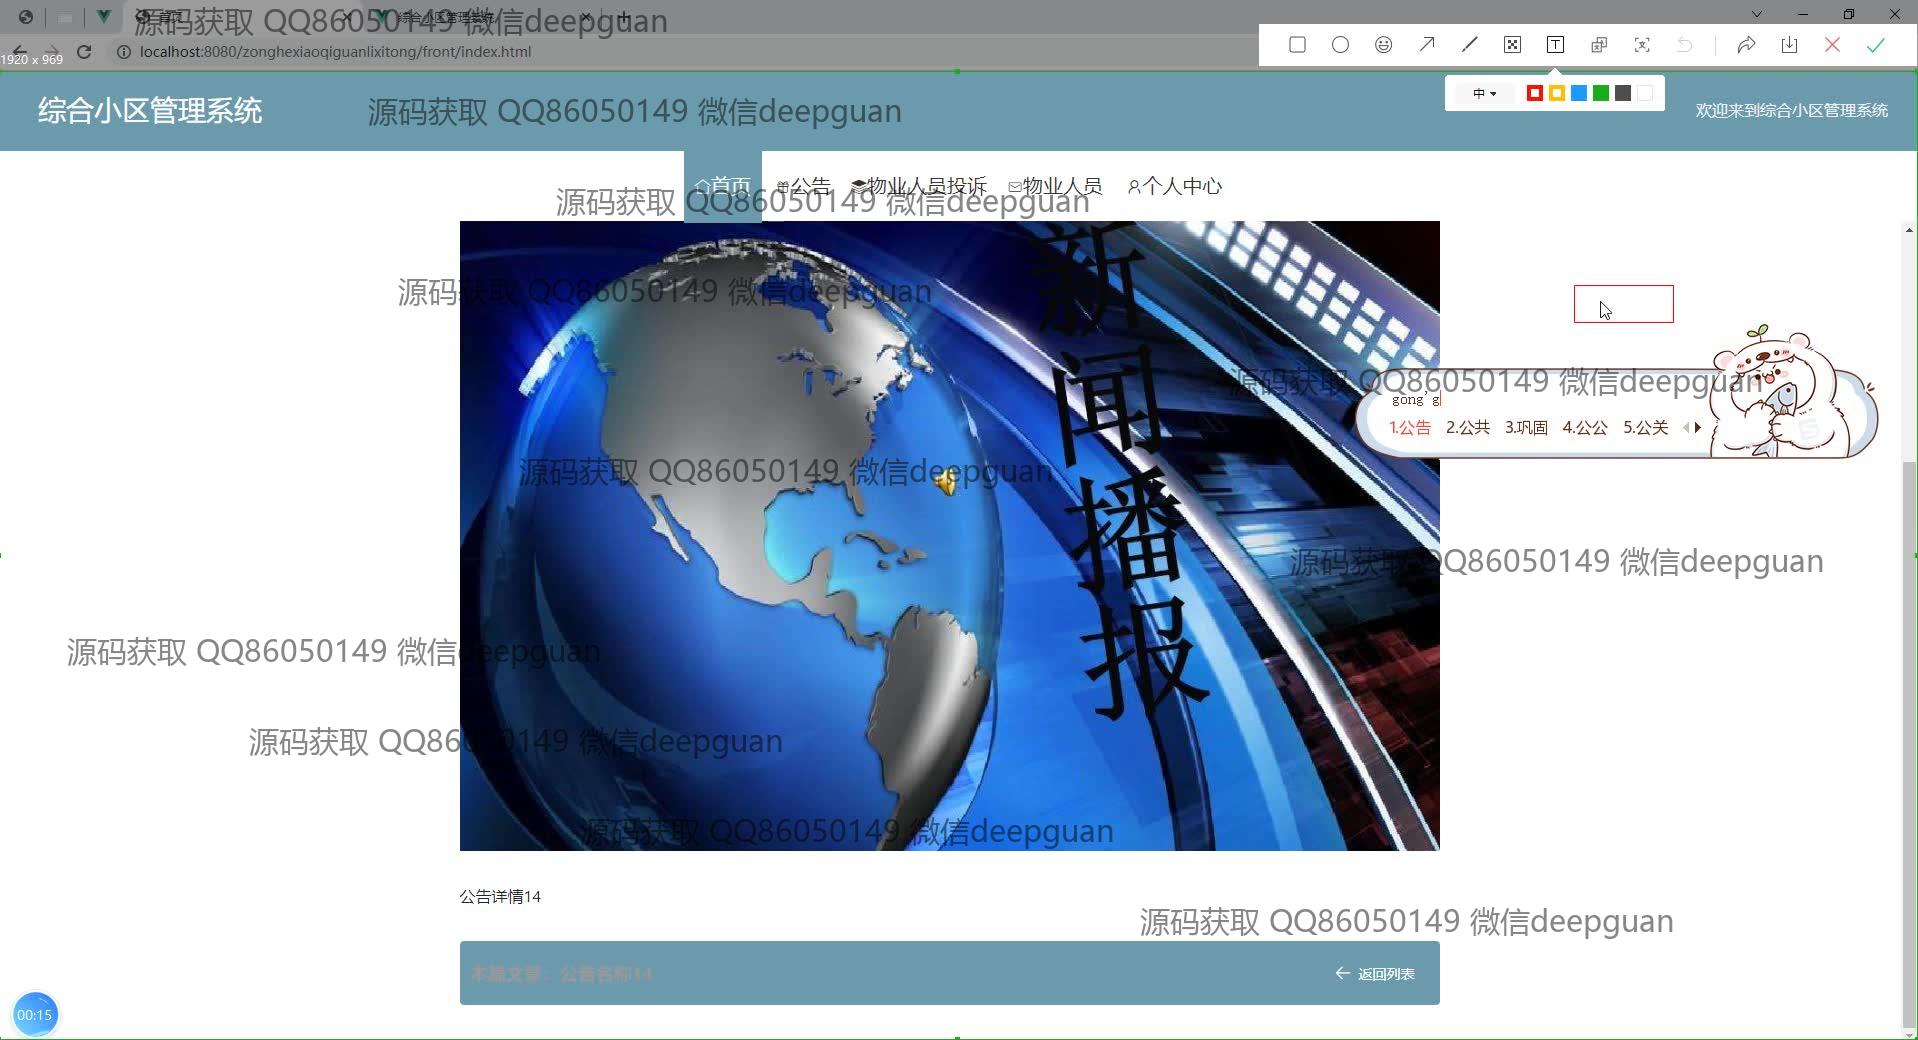 首页
综合小区管理系统
源码获取 QQ86050149 微信deepguan
localhost:8080/zonghexiaoqiguanlixitong/front/index.html
1920 x 969
中
综合小区管理系统
源码获取 QQ86050149 微信deepguan
欢迎来到综合小区管理系统
首页
公告
物业人员投诉
物业人员
个人中心
源码获取 QQ86050149 微信deepguan
新闻播报
源码获取 QQ86050149 微信deepguan
源码获取 QQ86050149 微信deepguan
gong'g
1.公告 2.公共 3.巩固 4.公公 5.公关
源码获取 QQ86050149 微信deepguan
源码获取 QQ86050149 微信deepguan
源码获取 QQ86050149 微信deepguan
源码获取 QQ86050149 微信deepguan
源码获取 QQ86050149 微信deepguan
公告详情14
源码获取 QQ86050149 微信deepguan
本篇文章：公告名称14
返回列表
00:15